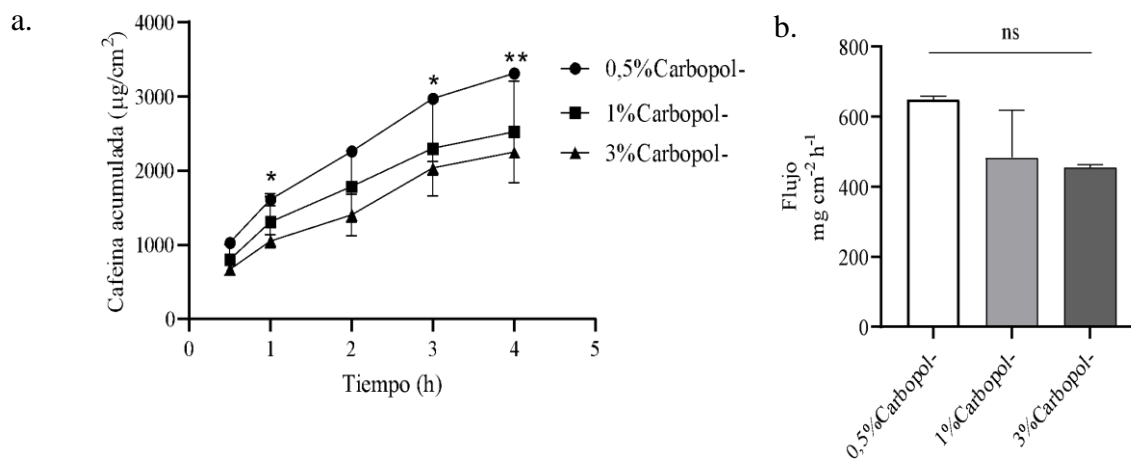 a.
Cafeína acumulada (µg/cm²)
4000
3000
2000
1000
0
0 1 2 3 4 5
Tiempo (h)
*
*
**
0,5%Carbopol-
1%Carbopol-
3%Carbopol-
b.
ns
Flujo
mg cm⁻² h⁻¹
800
600
400
200
0
0,5%Carbopol-
1%Carbopol-
3%Carbopol-